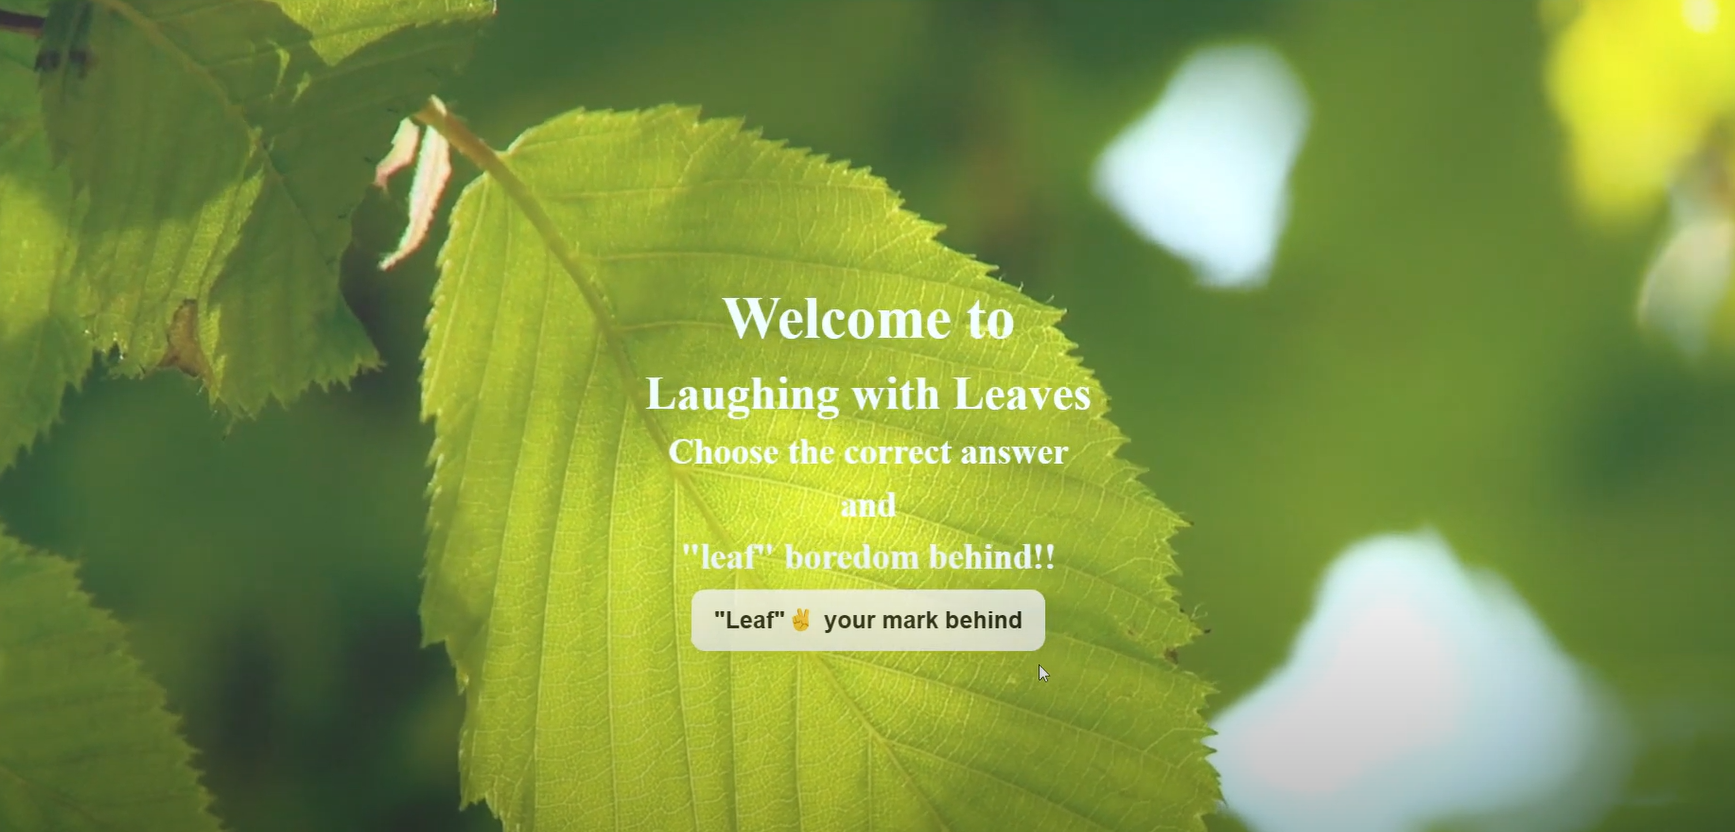 Welcome to
Laughing with Leaves
Choose the correct answer
and
"leaf" boredom behind!!
"Leaf"✌ your mark behind